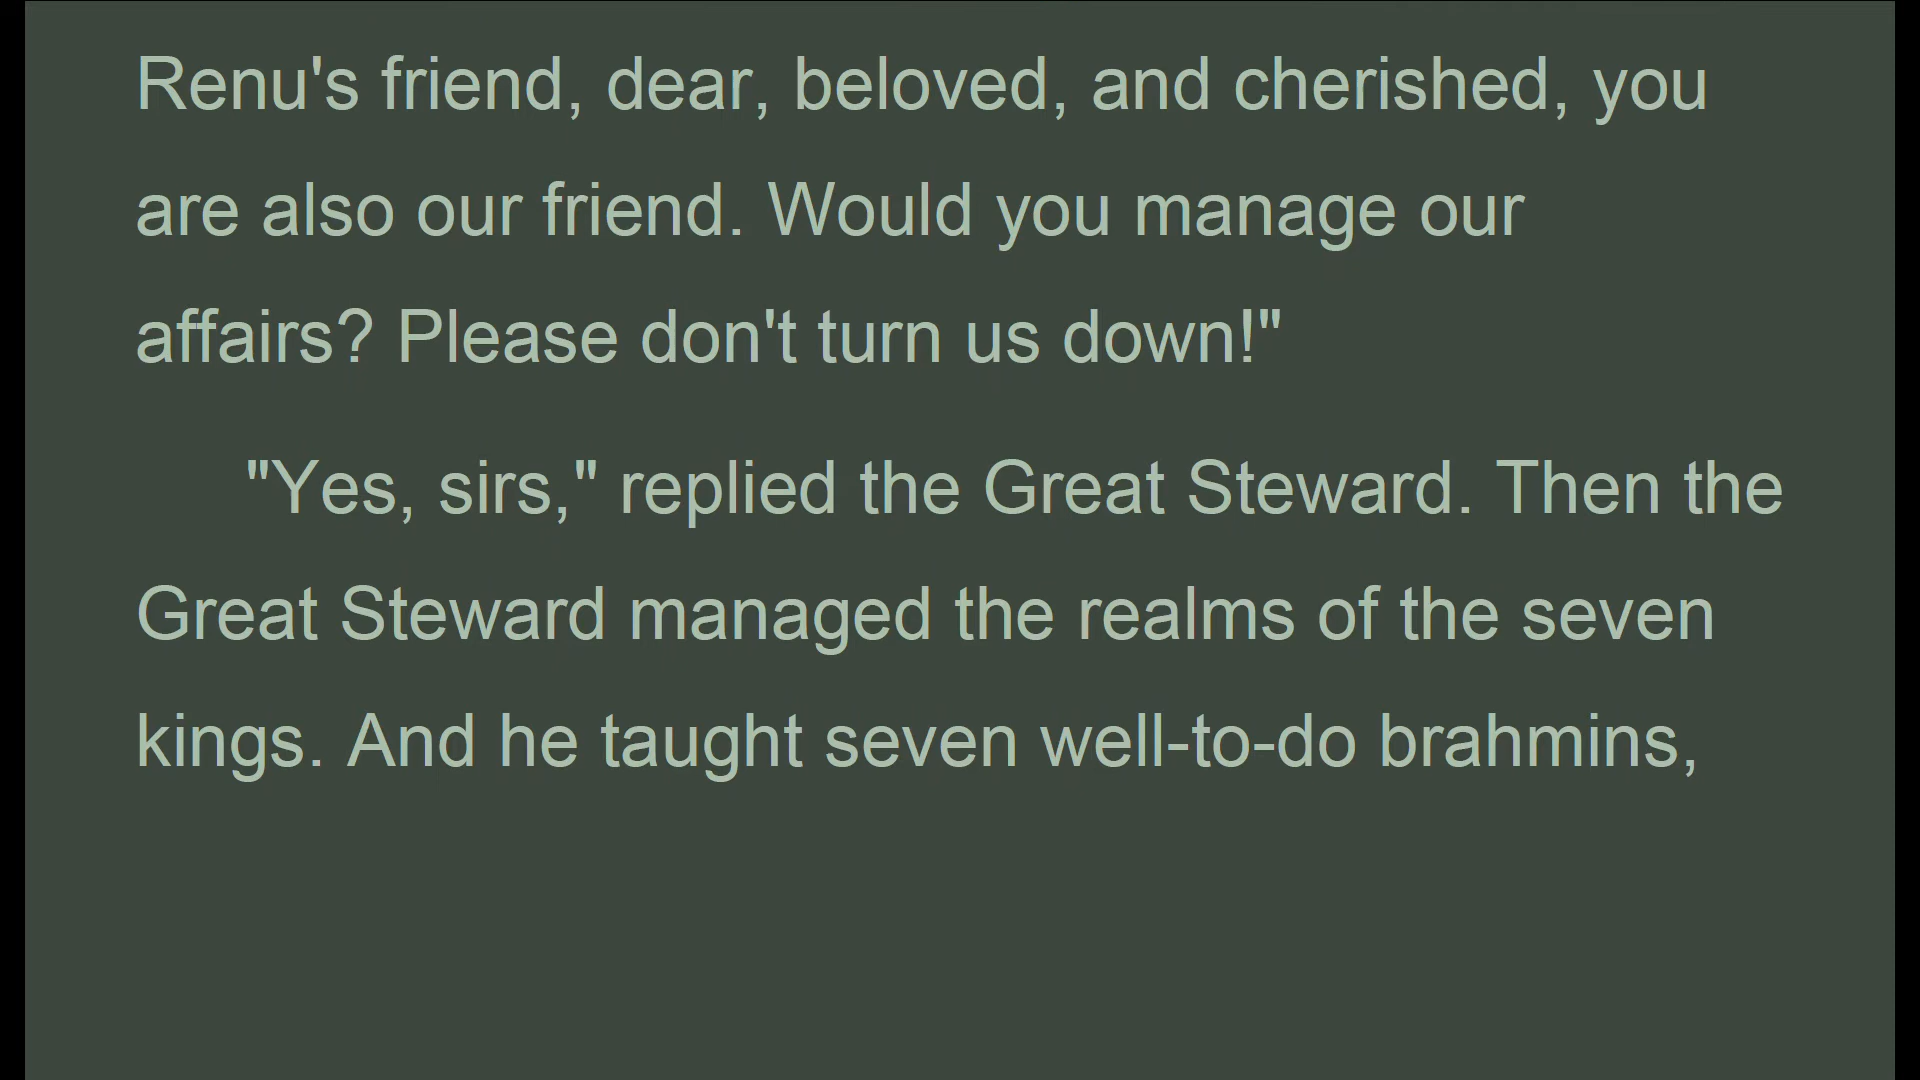 Renu's friend, dear, beloved, and cherished, you
are also our friend. Would you manage our
affairs? Please don't turn us down!"
"Yes, sirs," replied the Great Steward. Then the
Great Steward managed the realms of the seven
kings. And he taught seven well-to-do brahmins,